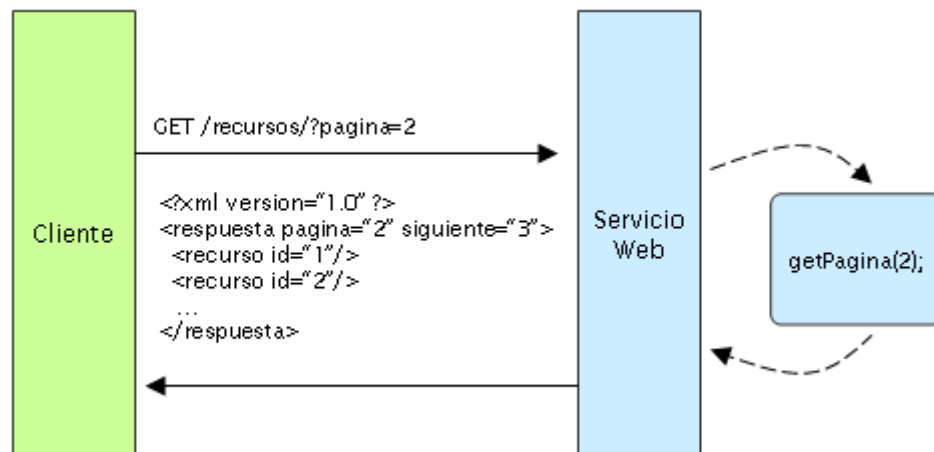 GET /recursos/?pagina=2
<?xml version="1.0" ?>
<respuesta pagina="2" siguiente="3">
<recurso id="1"/>
<recurso id="2"/>
...
</respuesta>
Cliente
Servicio
Web
getPagina(2);